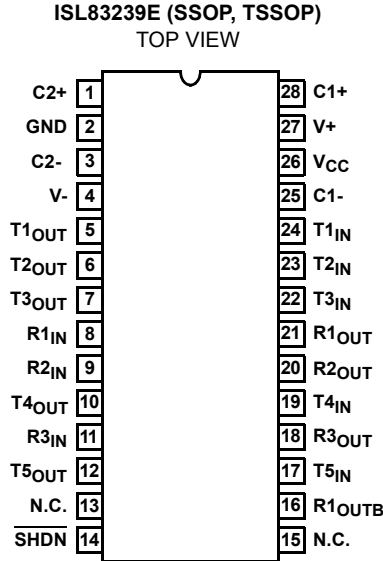 ISL83239E (SSOP, TSSOP)
TOP VIEW
C2+ 1 28 C1+
GND 2 27 V+
C2- 3 26 VCC
V- 4 25 C1-
T1OUT 5 24 T1IN
T2OUT 6 23 T2IN
T3OUT 7 22 T3IN
R1IN 8 21 R1OUT
R2IN 9 20 R2OUT
T4OUT 10 19 T4IN
R3IN 11 18 R3OUT
T5OUT 12 17 T5IN
N.C. 13 16 R1OUTB
SHDN 14 15 N.C.